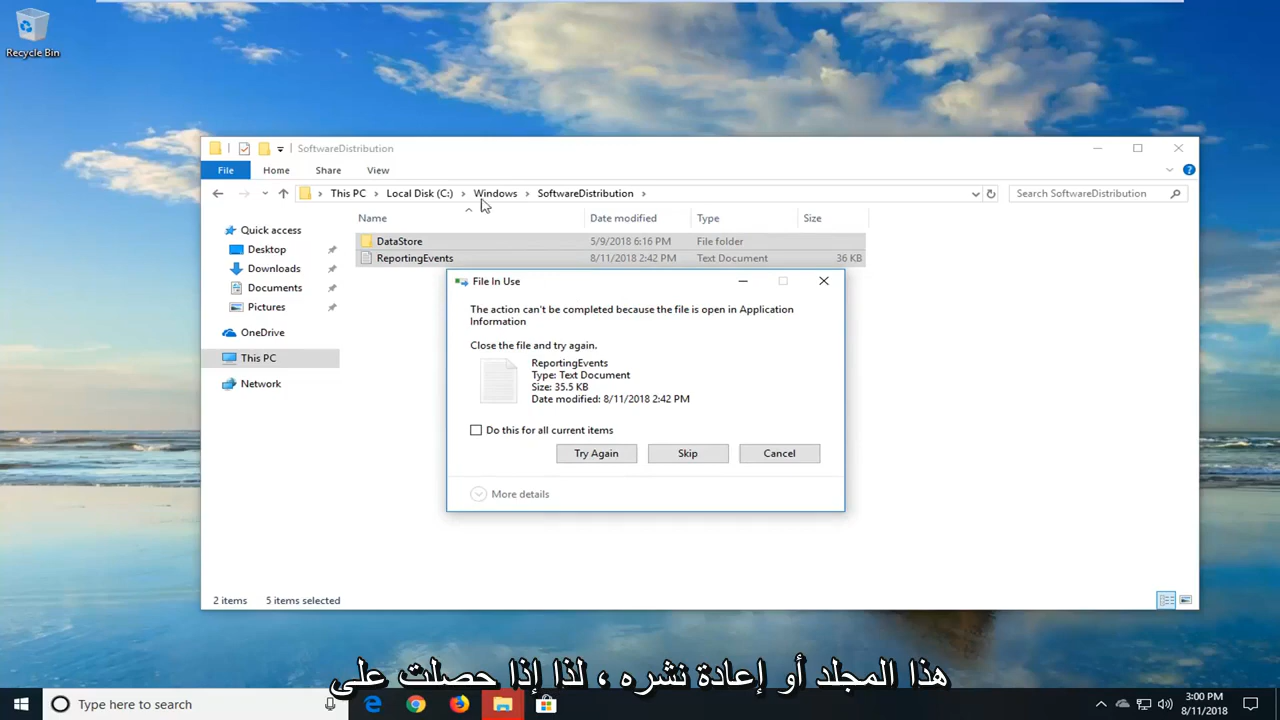 Recycle Bin
SoftwareDistribution
File Home Share View
This PC Local Disk (C:) Windows SoftwareDistribution
Search SoftwareDistribution
Name Date modified Type Size
Quick access
Desktop
Downloads
Documents
Pictures
OneDrive
This PC
Network
DataStore 5/9/2018 6:16 PM File folder
ReportingEvents 8/11/2018 2:42 PM Text Document 36 KB
File In Use
The action can't be completed because the file is open in Application
Information
Close the file and try again.
ReportingEvents
Type: Text Document
Size: 35.5 KB
Date modified: 8/11/2018 2:42 PM
Do this for all current items
Try Again Skip Cancel
More details
2 items 5 items selected
هذا المجلد أو إعادة نشره ، لذا إذا حصلت على
Type here to search
3:00 PM
8/11/2018